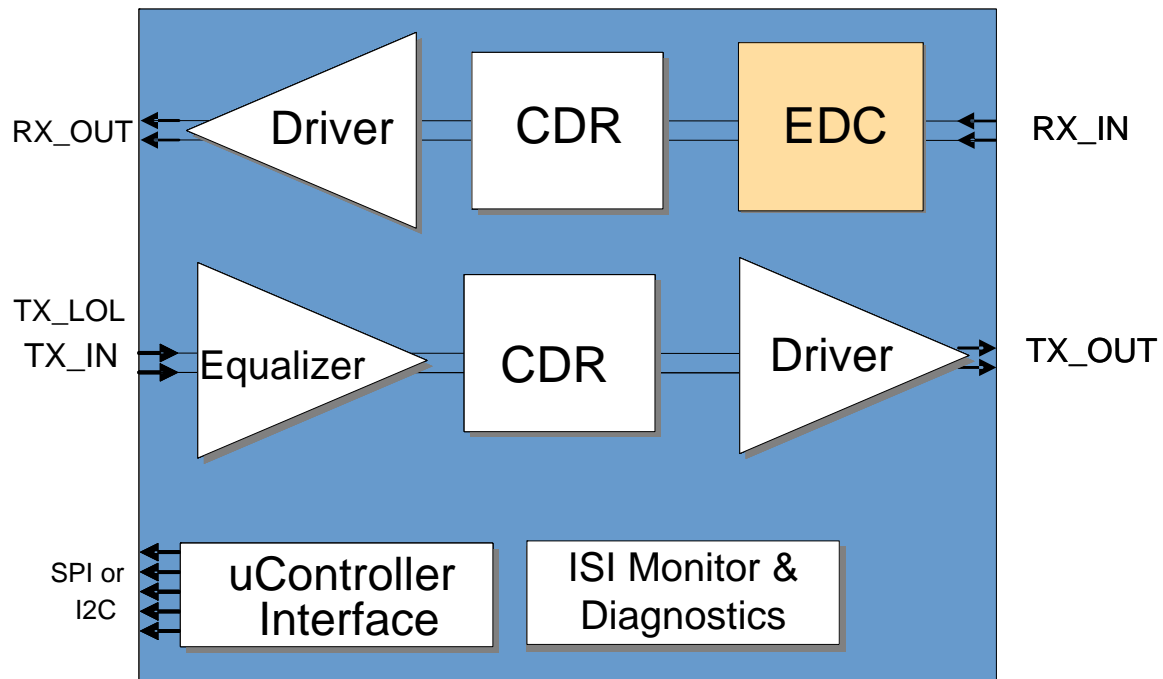 RX_OUT
Driver
CDR
EDC
RX_IN
TX_LOL
TX_IN
Equalizer
CDR
Driver
TX_OUT
SPI or
I2C
uController
Interface
ISI Monitor &
Diagnostics